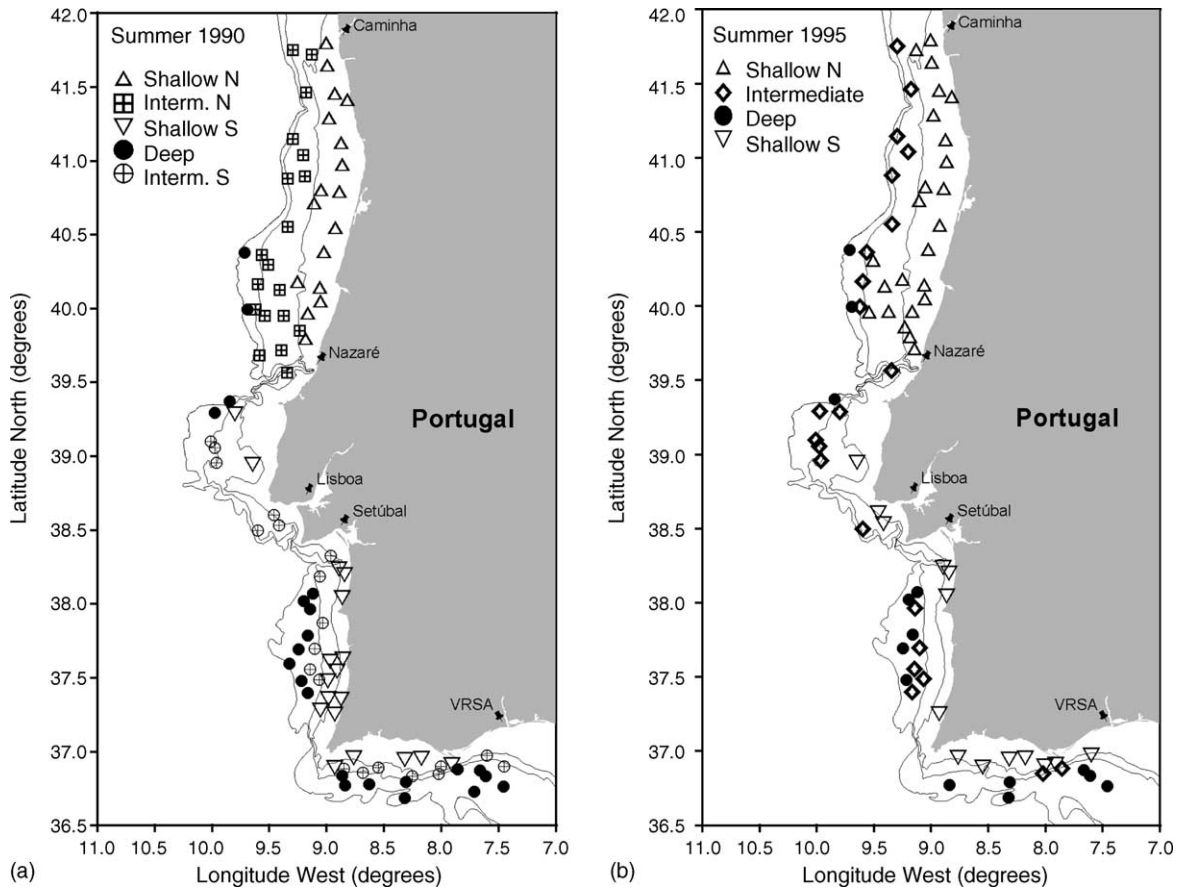 Summer 1990
Shallow N
Interm. N
Shallow S
Deep
Interm. S
Caminha
Nazaré
Portugal
Lisboa
Setúbal
VRSA
42.0
41.5
41.0
40.5
40.0
39.5
39.0
38.5
38.0
37.5
37.0
36.5
Latitude North (degrees)
11.0 10.5 10.0 9.5 9.0 8.5 8.0 7.5 7.0
Longitude West (degrees)
(a)
Summer 1995
Shallow N
Intermediate
Deep
Shallow S
Caminha
Nazaré
Portugal
Lisboa
Setúbal
VRSA
42.0
41.5
41.0
40.5
40.0
39.5
39.0
38.5
38.0
37.5
37.0
36.5
Latitude North (degrees)
11.0 10.5 10.0 9.5 9.0 8.5 8.0 7.5 7.0
Longitude West (degrees)
(b)